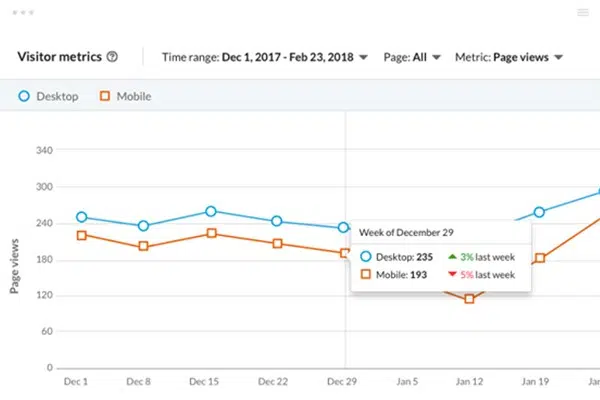 Visitor metrics ?
Time range: Dec 1, 2017 - Feb 23, 2018 Page: All Metric: Page views
Desktop Mobile
Page views
340
300
240
180
120
60
0
Week of December 29
Desktop: 235 3% last week
Mobile: 193 5% last week
Dec 1 Dec 8 Dec 15 Dec 22 Dec 29 Jan 5 Jan 12 Jan 19